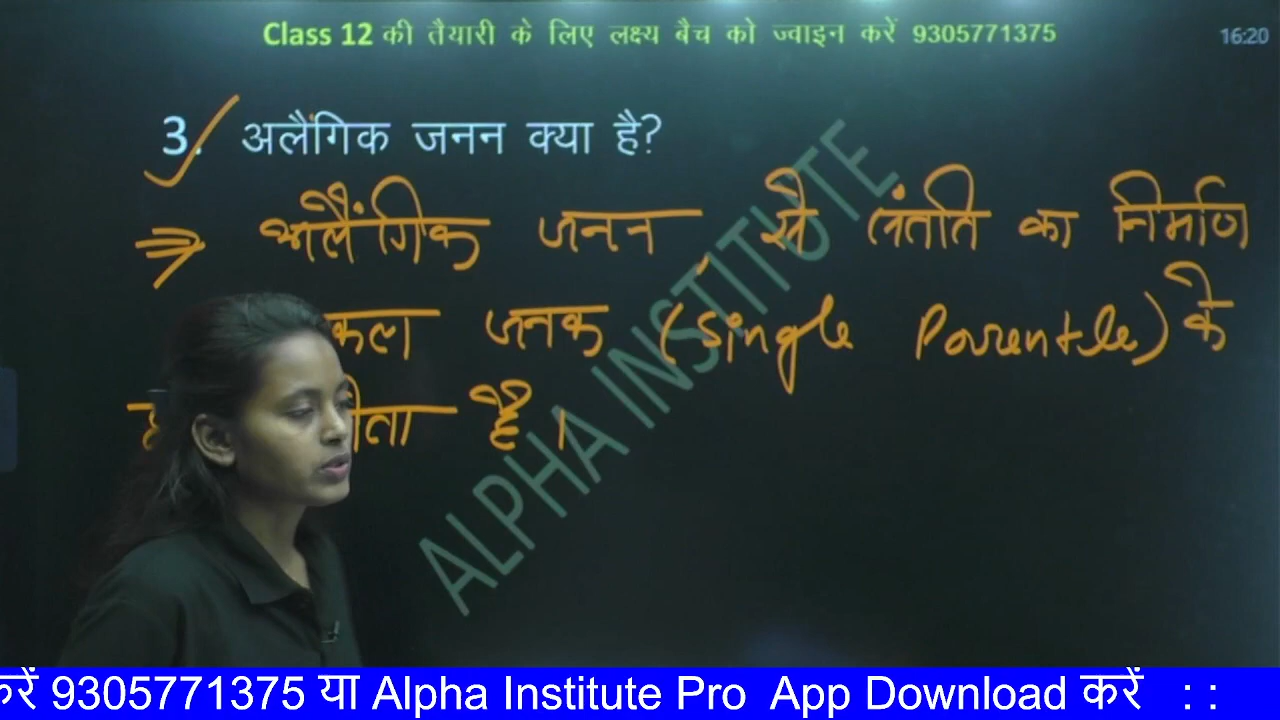 Class 12 की तैयारी के लिए लक्ष्य बैच को ज्वाइन करें 9305771375
16:20
3. अलैंगिक जनन क्या है?
⇒ अलैंगिक जनन, से संतति का निर्माण
कल जनक (single Parentle) के
होता है।
ALPHA INSTITUTE
करें 9305771375 या Alpha Institute Pro App Download करें : :